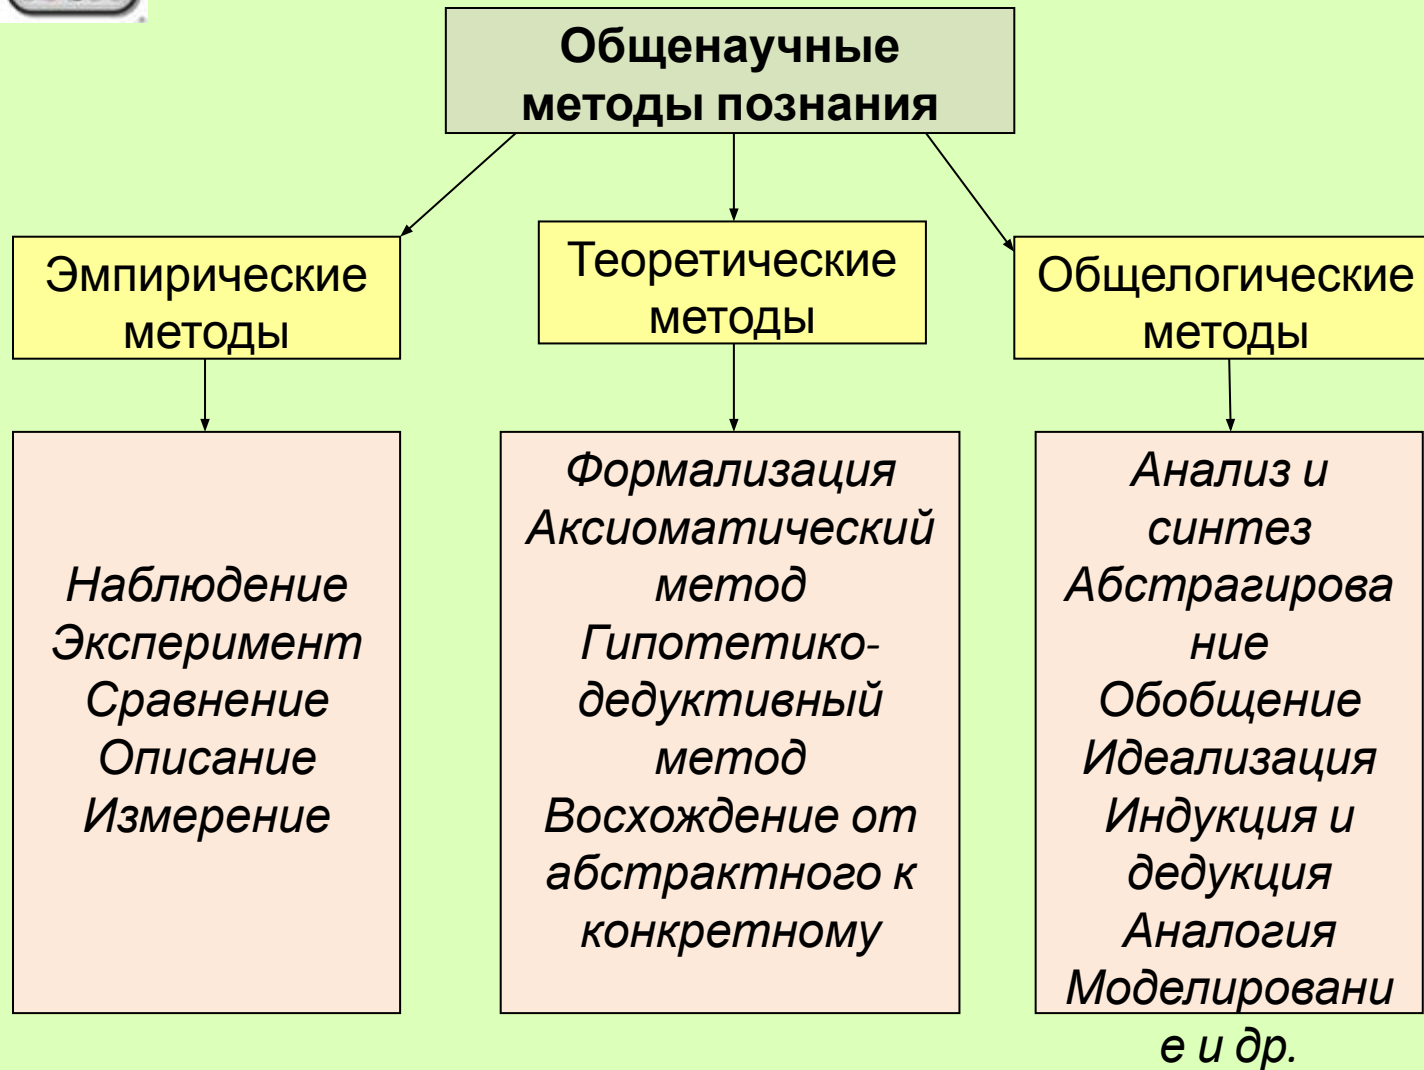 Общенаучные
методы познания
Эмпирические
методы
Теоретические
методы
Общелогические
методы
Наблюдение
Эксперимент
Сравнение
Описание
Измерение
Формализация
Аксиоматический
метод
Гипотетико-
дедуктивный
метод
Восхождение от
абстрактного к
конкретному
Анализ и
синтез
Абстрагирова
ние
Обобщение
Идеализация
Индукция и
дедукция
Аналогия
Моделировани
е и др.